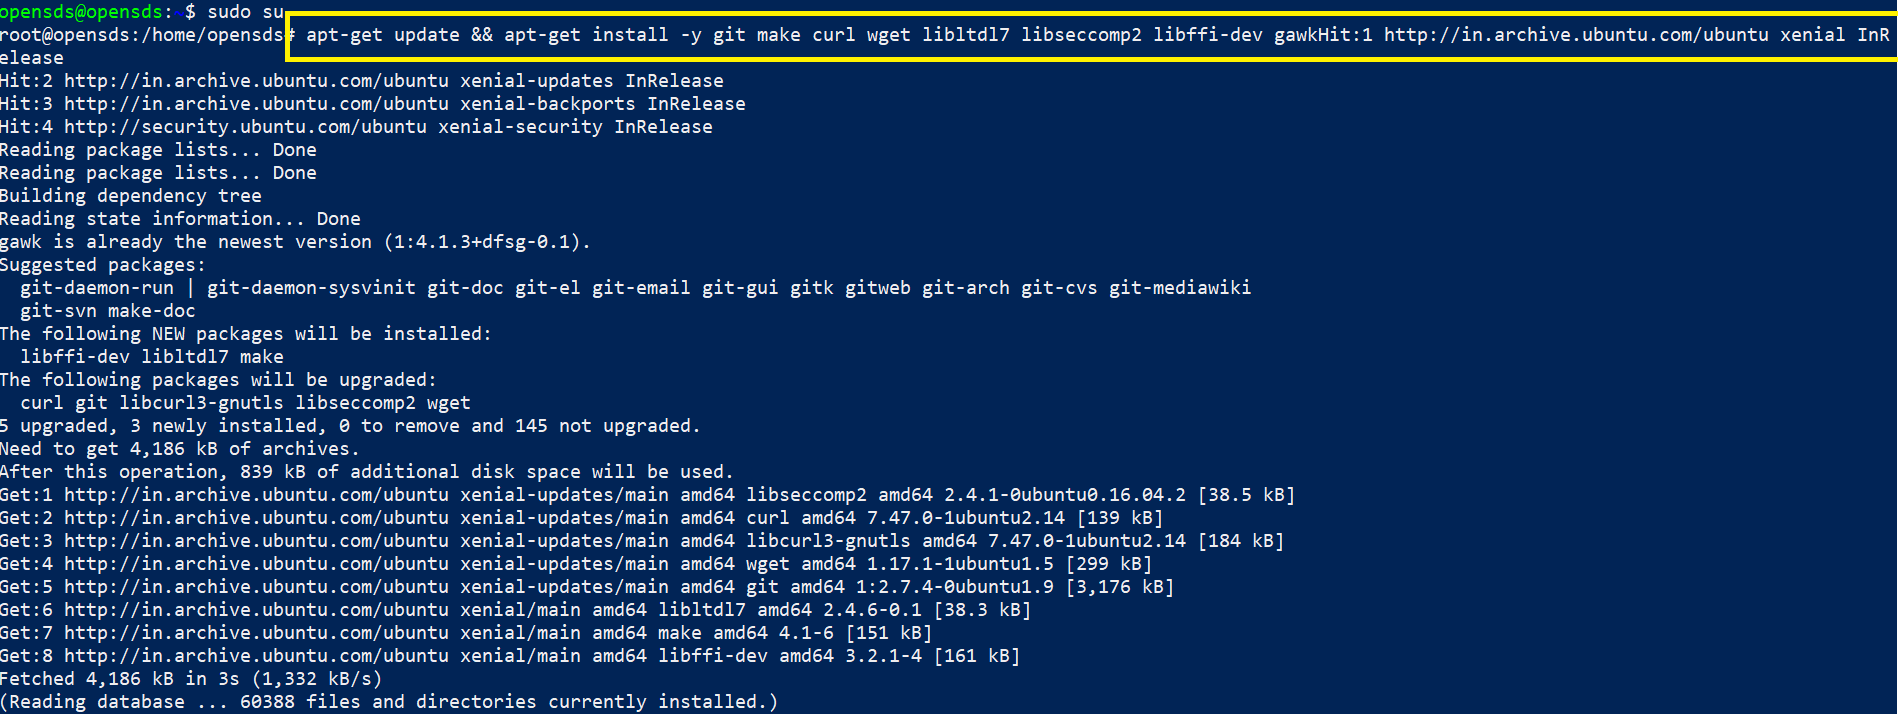 opensds@opensds:~$ sudo su
root@opensds:/home/opensds# apt-get update && apt-get install -y git make curl wget libltdl7 libseccomp2 libffi-dev gawkHit:1 http://in.archive.ubuntu.com/ubuntu xenial InR
elease
Hit:2 http://in.archive.ubuntu.com/ubuntu xenial-updates InRelease
Hit:3 http://in.archive.ubuntu.com/ubuntu xenial-backports InRelease
Hit:4 http://security.ubuntu.com/ubuntu xenial-security InRelease
Reading package lists... Done
Reading package lists... Done
Building dependency tree
Reading state information... Done
gawk is already the newest version (1:4.1.3+dfsg-0.1).
Suggested packages:
  git-daemon-run | git-daemon-sysvinit git-doc git-el git-email git-gui gitk gitweb git-arch git-cvs git-mediawiki
  git-svn make-doc
The following NEW packages will be installed:
  libffi-dev libltdl7 make
The following packages will be upgraded:
  curl git libcurl3-gnutls libseccomp2 wget
5 upgraded, 3 newly installed, 0 to remove and 145 not upgraded.
Need to get 4,186 kB of archives.
After this operation, 839 kB of additional disk space will be used.
Get:1 http://in.archive.ubuntu.com/ubuntu xenial-updates/main amd64 libseccomp2 amd64 2.4.1-0ubuntu0.16.04.2 [38.5 kB]
Get:2 http://in.archive.ubuntu.com/ubuntu xenial-updates/main amd64 curl amd64 7.47.0-1ubuntu2.14 [139 kB]
Get:3 http://in.archive.ubuntu.com/ubuntu xenial-updates/main amd64 libcurl3-gnutls amd64 7.47.0-1ubuntu2.14 [184 kB]
Get:4 http://in.archive.ubuntu.com/ubuntu xenial-updates/main amd64 wget amd64 1.17.1-1ubuntu1.5 [299 kB]
Get:5 http://in.archive.ubuntu.com/ubuntu xenial-updates/main amd64 git amd64 1:2.7.4-0ubuntu1.9 [3,176 kB]
Get:6 http://in.archive.ubuntu.com/ubuntu xenial/main amd64 libltdl7 amd64 2.4.6-0.1 [38.3 kB]
Get:7 http://in.archive.ubuntu.com/ubuntu xenial/main amd64 make amd64 4.1-6 [151 kB]
Get:8 http://in.archive.ubuntu.com/ubuntu xenial/main amd64 libffi-dev amd64 3.2.1-4 [161 kB]
Fetched 4,186 kB in 3s (1,332 kB/s)
(Reading database ... 60388 files and directories currently installed.)